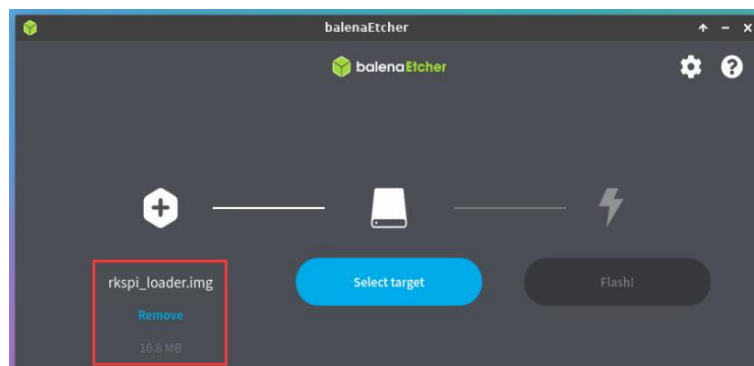 balenaEtcher
balenaEtcher
rkspi_loader.img
Select target
Flash!
Remove
16.8 MB